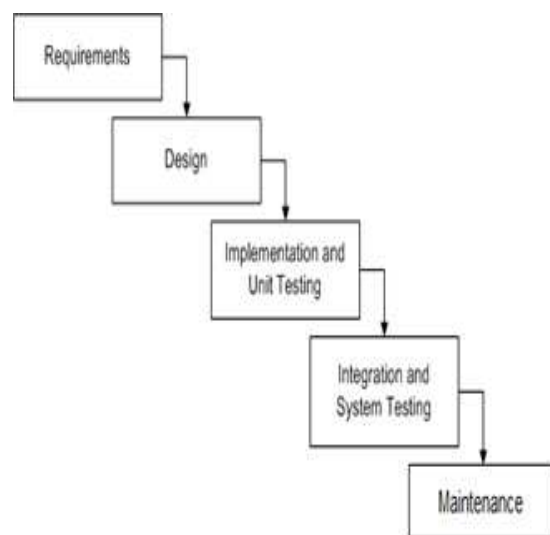 Requirements
Design
Implementation and
Unit Testing
Integration and
System Testing
Maintenance